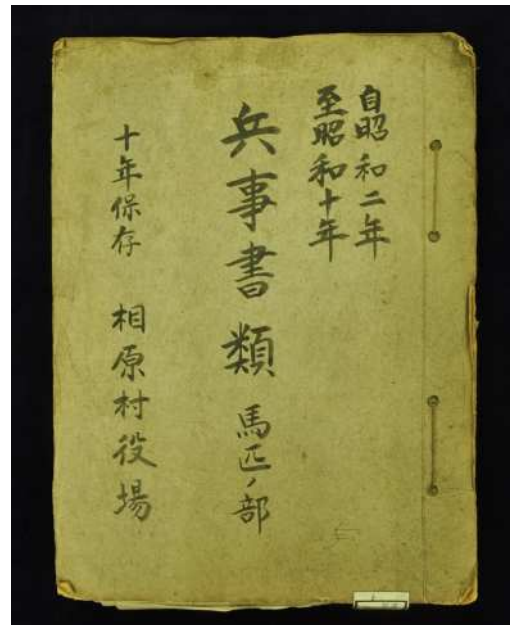 自昭和二年
至昭和十年
兵事書類 馬匹ノ部
十年保存 相原村役場